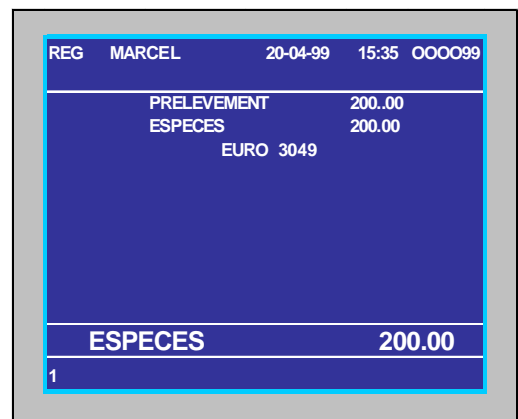 REG MARCEL 20-04-99 15:35 OOOO99
PRELEVEMENT 200..00
ESPECES 200.00
EURO 3049
ESPECES 200.00
1